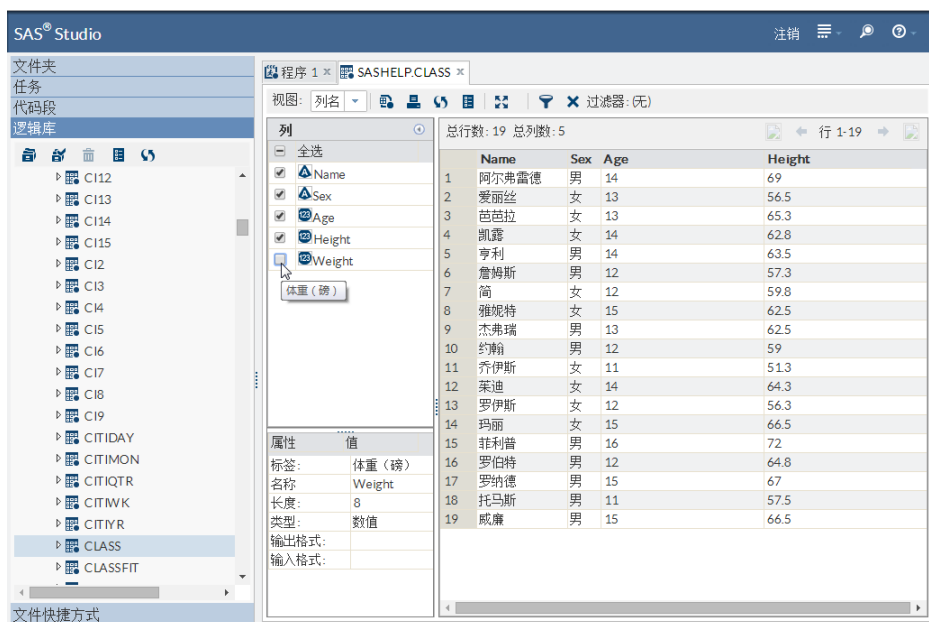 SAS® Studio
注销
文件夹
任务
代码段
逻辑库
CI12
CI13
CI14
CI15
CI2
CI3
CI4
CI5
CI6
CI7
CI8
CI9
CITIDAY
CITIMON
CITIQTR
CITIWK
CITIYR
CLASS
CLASSFIT
文件快捷方式
程序 1 × SASHELP.CLASS ×
视图: 列名 过滤器: (无)
列
全选
Name
Sex
Age
Height
Weight
体重（磅）
属性 值
标签: 体重（磅）
名称 Weight
长度: 8
类型: 数值
输出格式:
输入格式:
总行数: 19 总列数: 5 行 1-19
Name Sex Age Height
1 阿尔弗雷德 男 14 69
2 爱丽丝 女 13 56.5
3 芭芭拉 女 13 65.3
4 凯露 女 14 62.8
5 亨利 男 14 63.5
6 詹姆斯 男 12 57.3
7 简 女 12 59.8
8 雅妮特 女 15 62.5
9 杰弗瑞 男 13 62.5
10 约翰 男 12 59
11 乔伊斯 女 11 51.3
12 茱迪 女 14 64.3
13 罗伊斯 女 12 56.3
14 玛丽 女 15 66.5
15 菲利普 男 16 72
16 罗伯特 男 12 64.8
17 罗纳德 男 15 67
18 托马斯 男 11 57.5
19 威廉 男 15 66.5